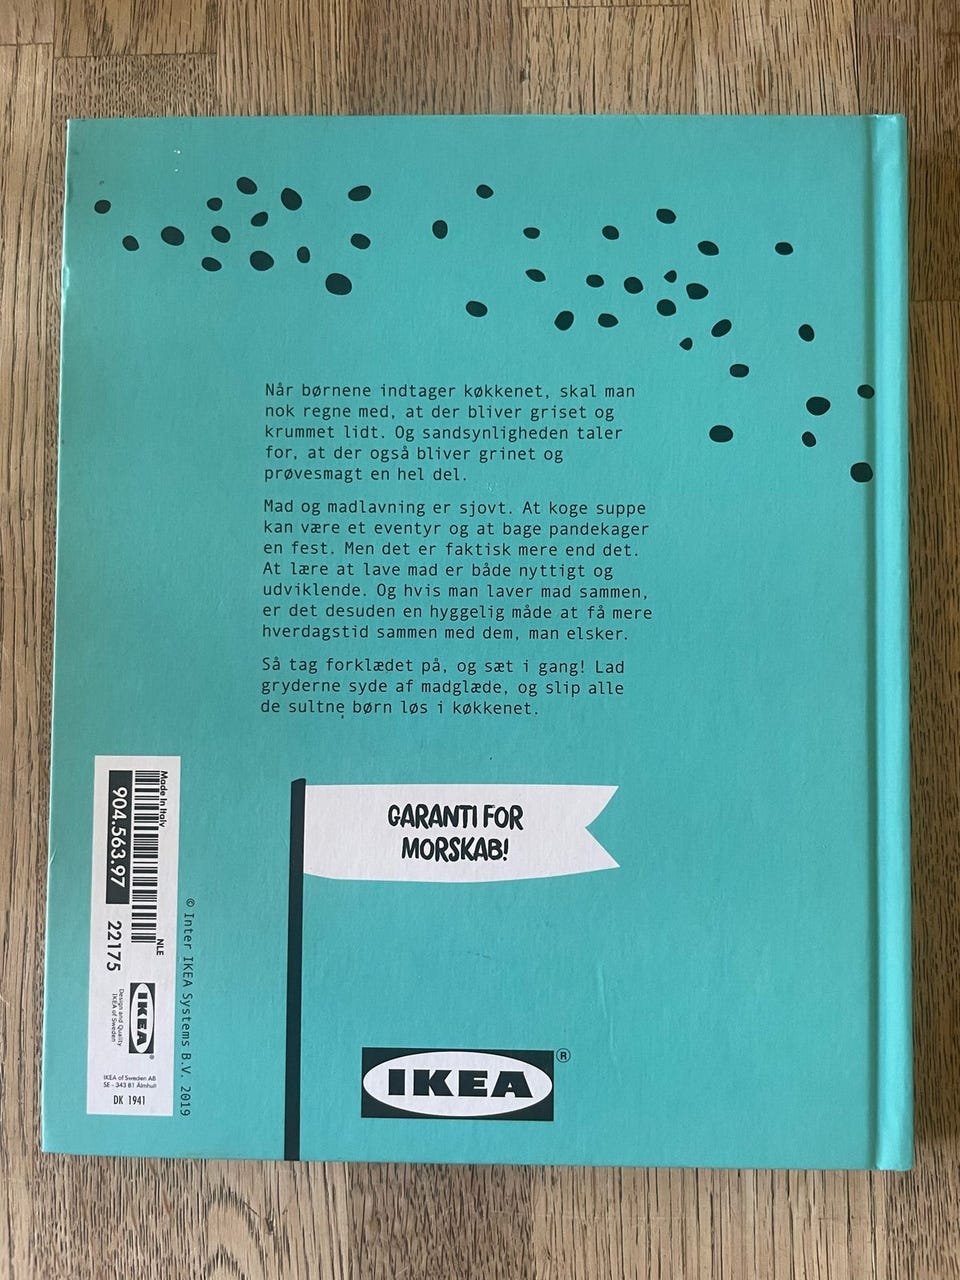 Når børnene indtager køkkenet, skal man
nok regne med, at der bliver griset og
krummet lidt. Og sandsynligheden taler
for, at der også bliver grinet og
prøvesmagt en hel del.
Mad og madlavning er sjovt. At koge suppe
kan være et eventyr og at bage pandekager
en fest. Men det er faktisk mere end det.
At lære at lave mad er både nyttigt og
udviklende. Og hvis man laver mad sammen,
er det desuden en hyggelig måde at få mere
hverdagstid sammen med dem, man elsker.
Så tag forklædet på, og sæt i gang! Lad
gryderne syde af madglæde, og slip alle
de sultne børn løs i køkkenet.
GARANTI FOR
MORSKAB!
Made in Italy
904.563.97
22175
NLE
IKEA®
Design and Quality
IKEA of Sweden
IKEA of Sweden AB
SE - 343 81 Älmhult
DK 1941
© Inter IKEA Systems B.V. 2019
IKEA®